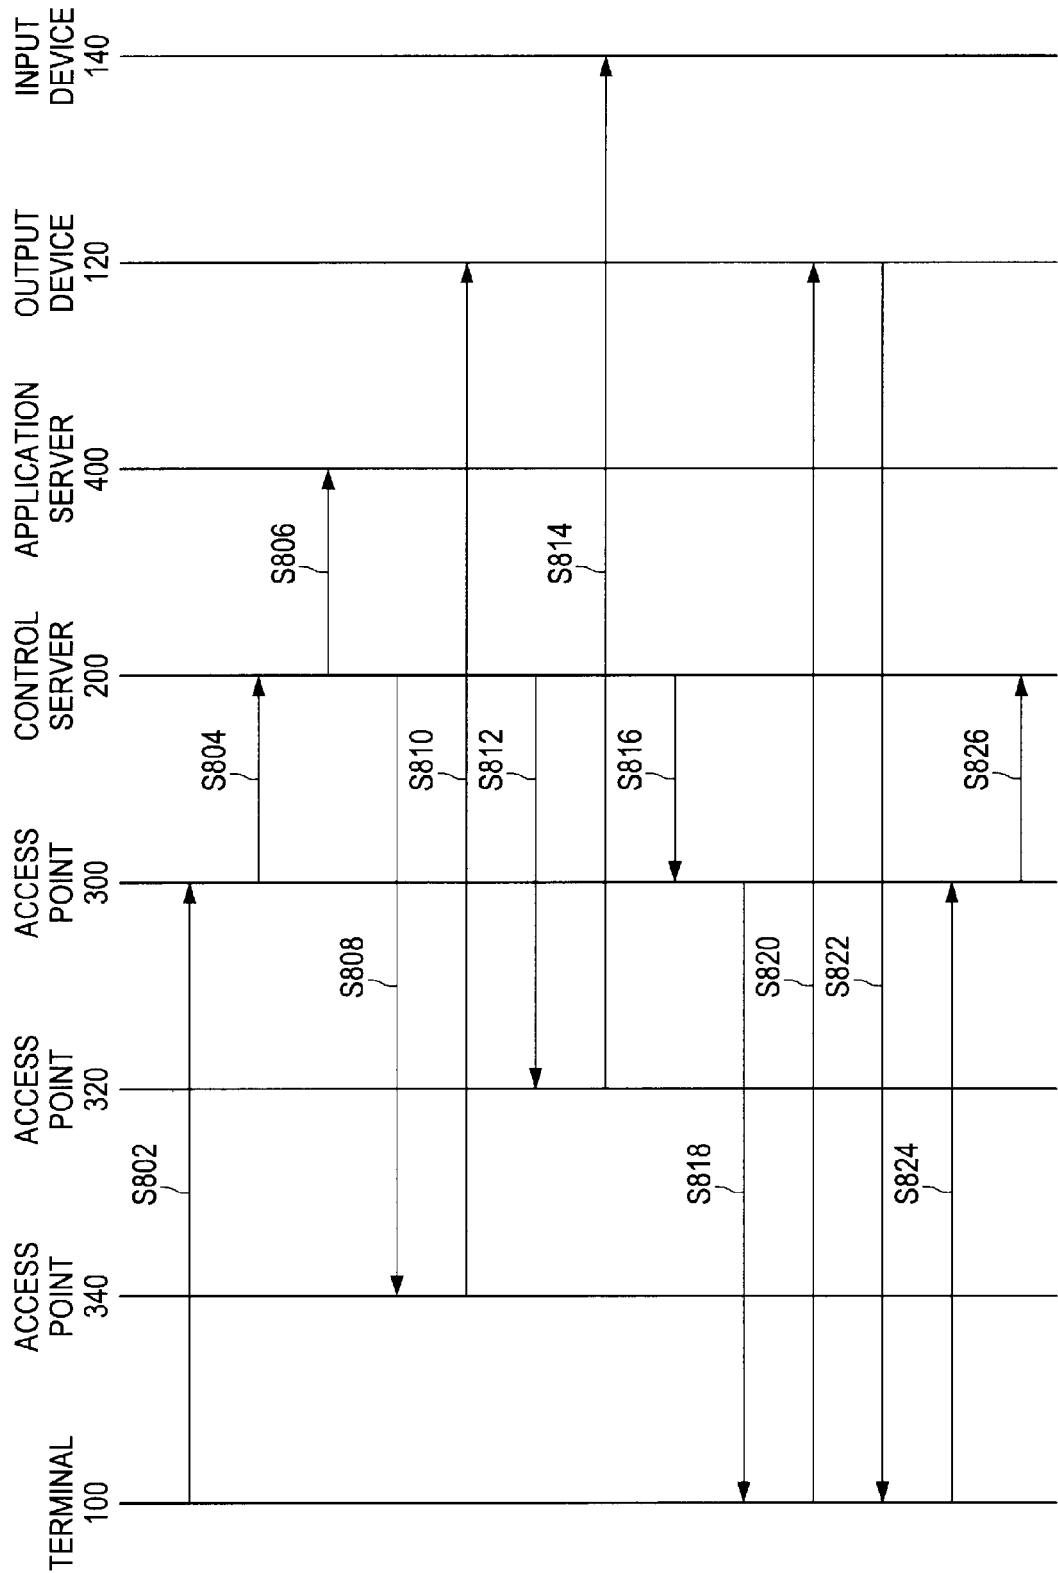 TERMINAL
100
ACCESS
POINT
340
ACCESS
POINT
320
ACCESS
POINT
300
CONTROL
SERVER
200
APPLICATION
SERVER
400
OUTPUT
DEVICE
120
INPUT
DEVICE
140
S802
S804
S806
S808
S810
S812
S814
S816
S818
S820
S822
S824
S826